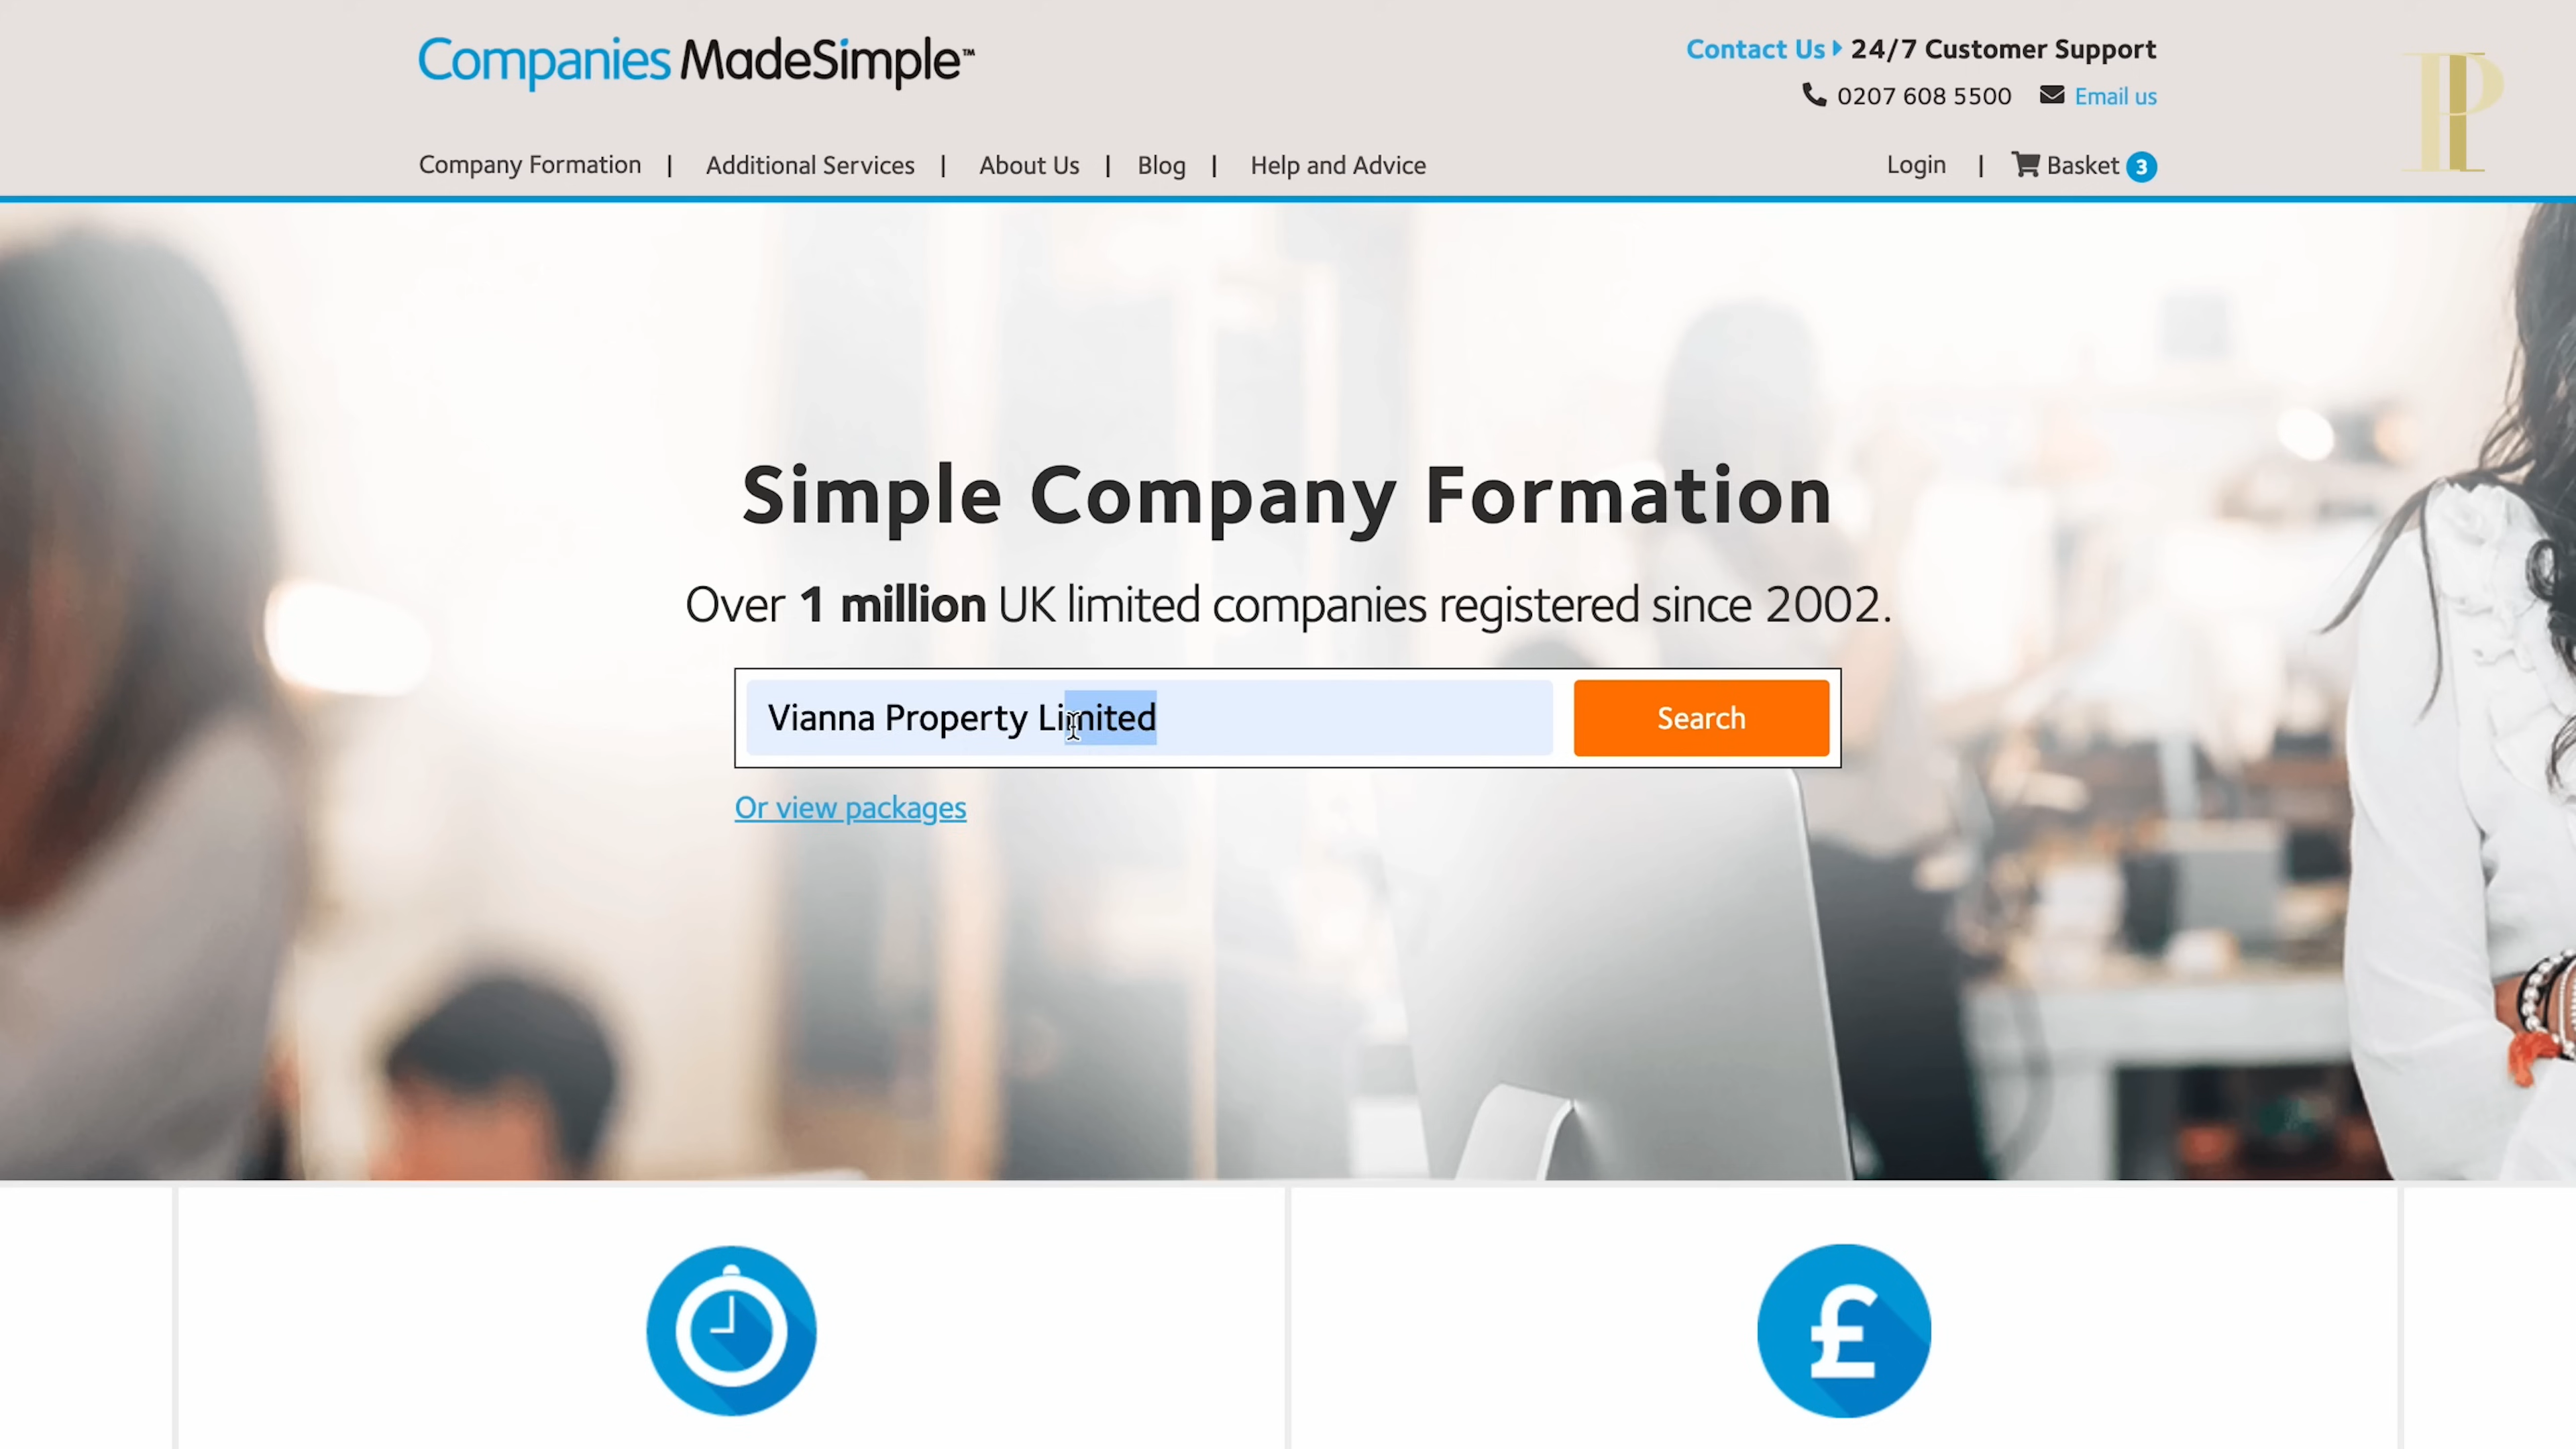 Companies MadeSimple™
Contact Us 24/7 Customer Support
0207 608 5500 Email us
Company Formation | Additional Services | About Us | Blog | Help and Advice
Login | Basket 3
Simple Company Formation
Over 1 million UK limited companies registered since 2002.
Vianna Property Limited
Search
Or view packages
£